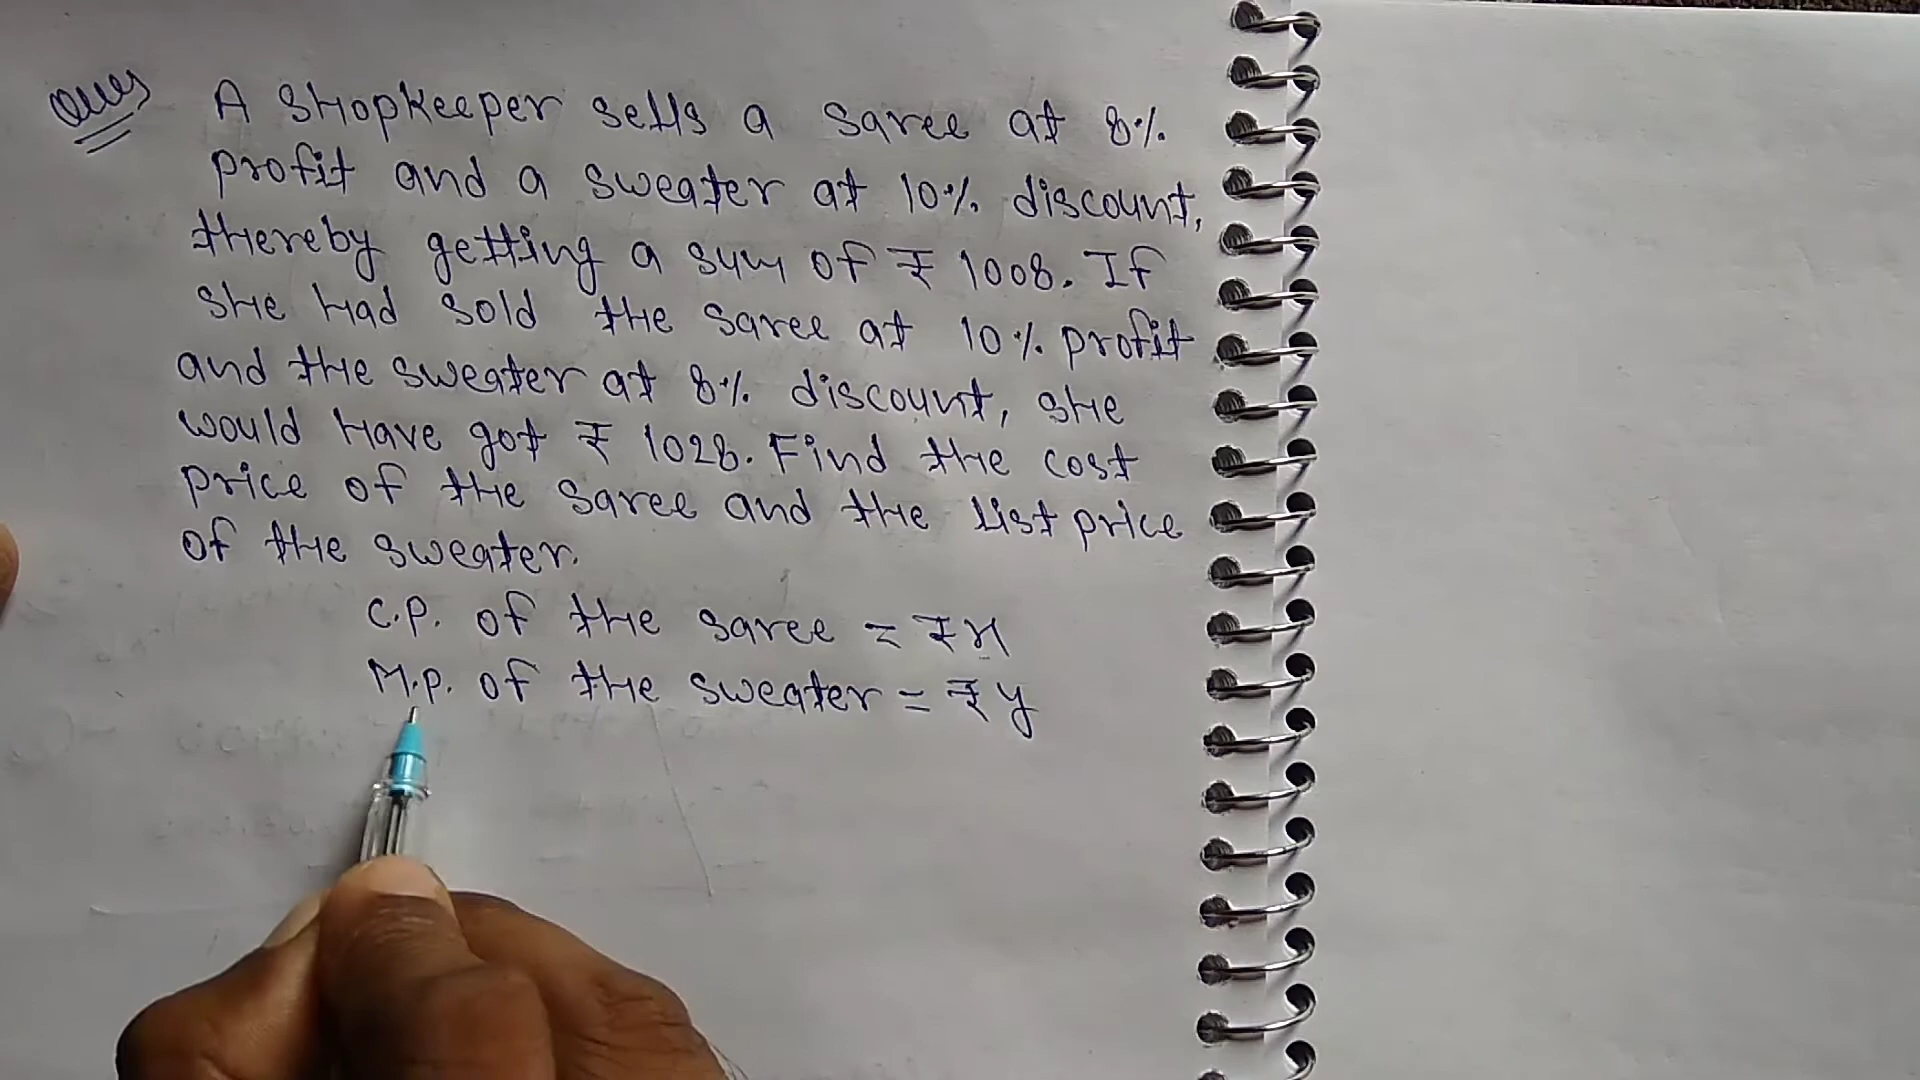 Ques A shopkeeper sells a saree at 8%
profit and a sweater at 10% discount,
thereby getting a sum of ₹ 1008. If
she had sold the saree at 10% profit
and the sweater at 8% discount, she
would have got ₹ 1028. Find the cost
price of the saree and the list price
of the sweater.
C.P. of the saree = ₹x
M.P. of the sweater = ₹y